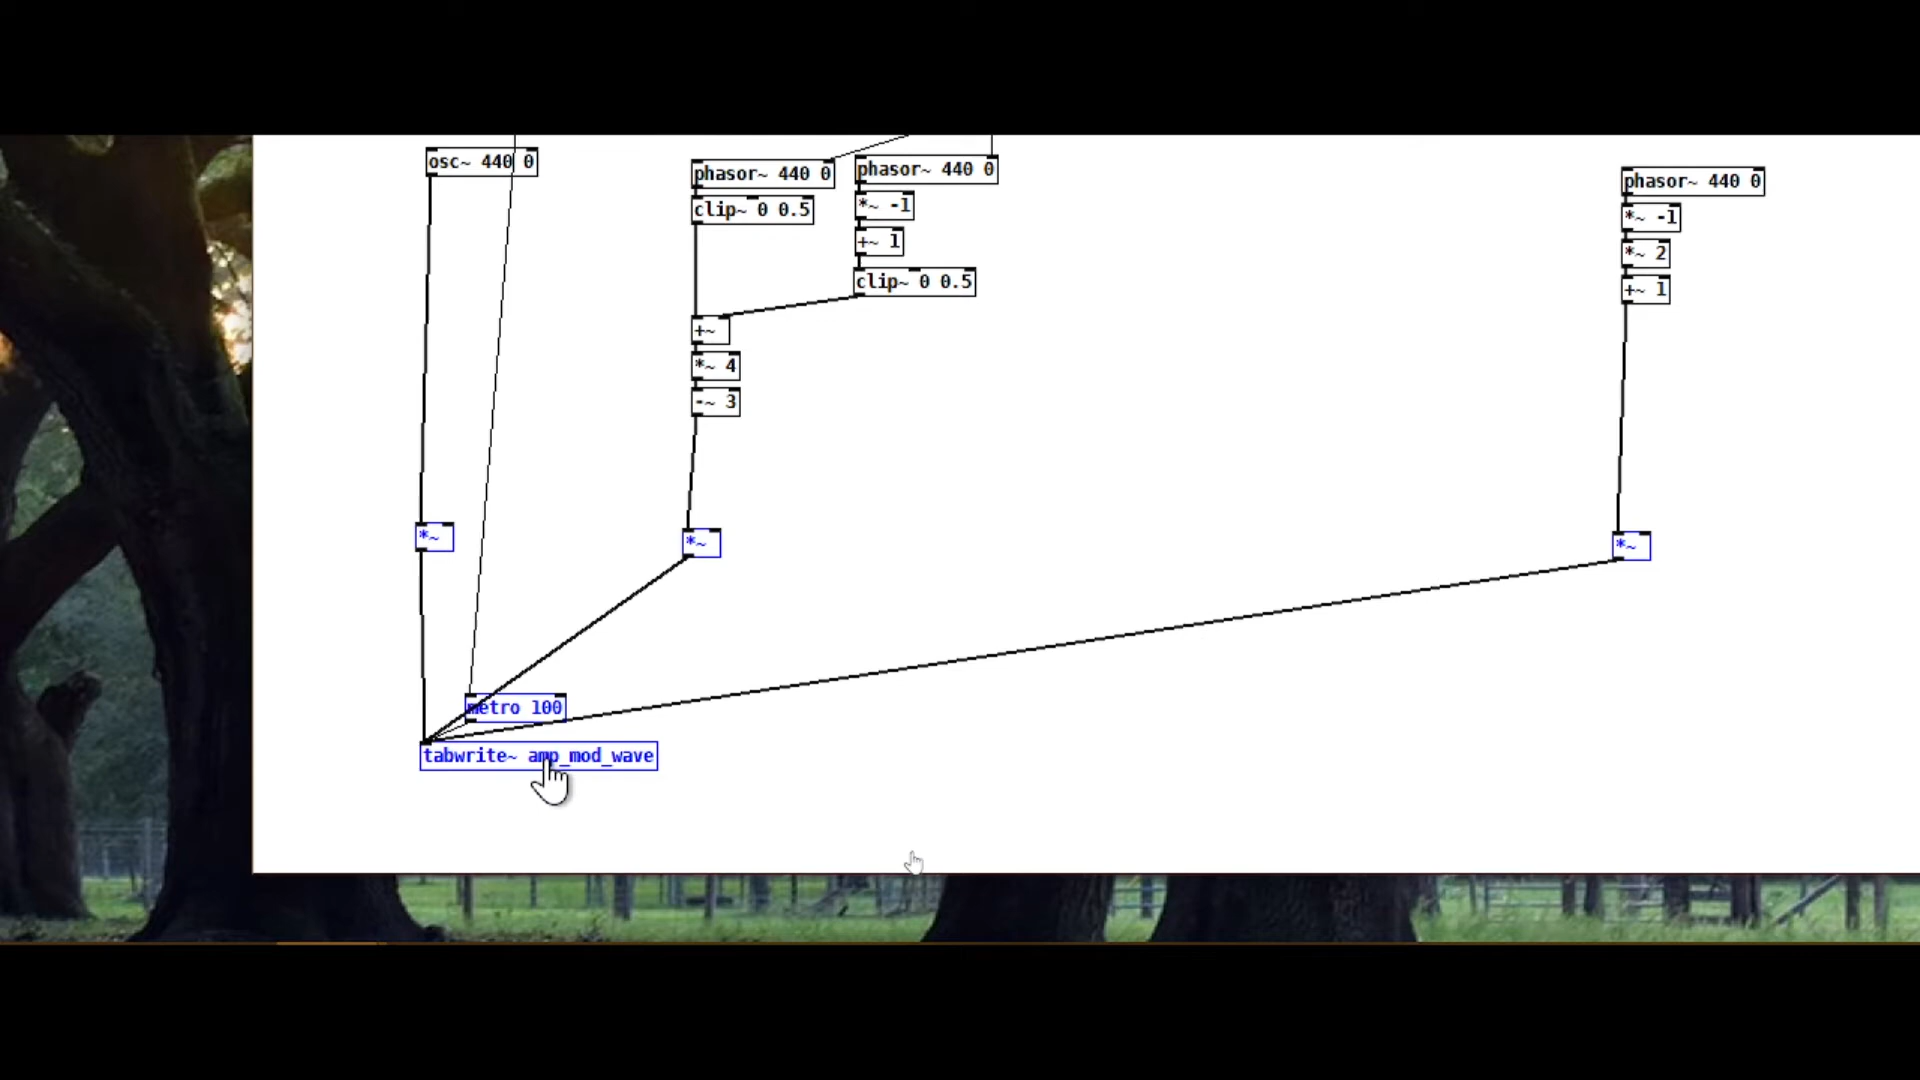 osc~ 440 0
phasor~ 440 0
phasor~ 440 0
phasor~ 440 0
clip~ 0 0.5
*~ -1
*~ -1
+~ 1
*~ 2
clip~ 0 0.5
+~ 1
+~
*~ 4
-~ 3
*~
*~
*~
metro 100
tabwrite~ amp_mod_wave